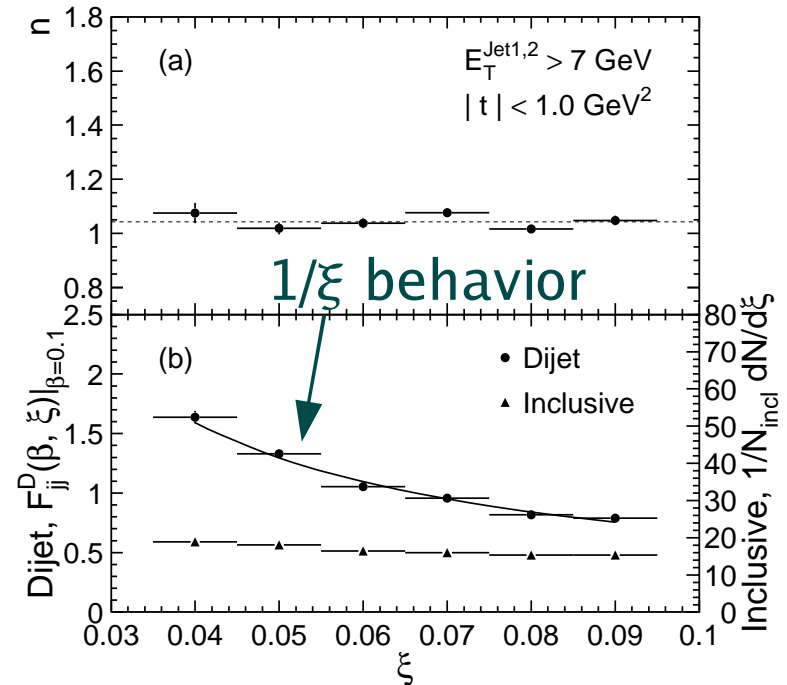 n
1.8
1.6
1.4
1.2
1
0.8
(a)
E_T^{Jet1,2} > 7 GeV
| t | < 1.0 GeV²
1/ξ behavior
Dijet, F_{jj}^D(β, ξ)|_{β=0.1}
2.5
2
1.5
1
0.5
0
(b)
● Dijet
▲ Inclusive
80
70
60
50
40
30
20
10
0
Inclusive, 1/N_{incl} dN/dξ
0.03 0.04 0.05 0.06 0.07 0.08 0.09 0.1
ξ